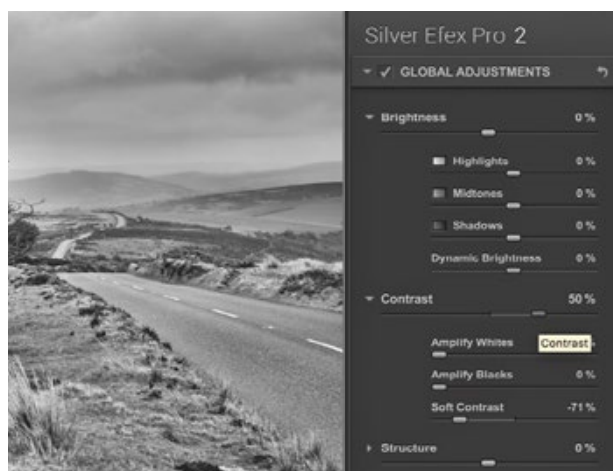 Silver Efex Pro 2
GLOBAL ADJUSTMENTS
Brightness 0%
Highlights 0%
Midtones 0%
Shadows 0%
Dynamic Brightness 0%
Contrast 50%
Amplify Whites Contrast %
Amplify Blacks 0%
Soft Contrast -71%
Structure 0%